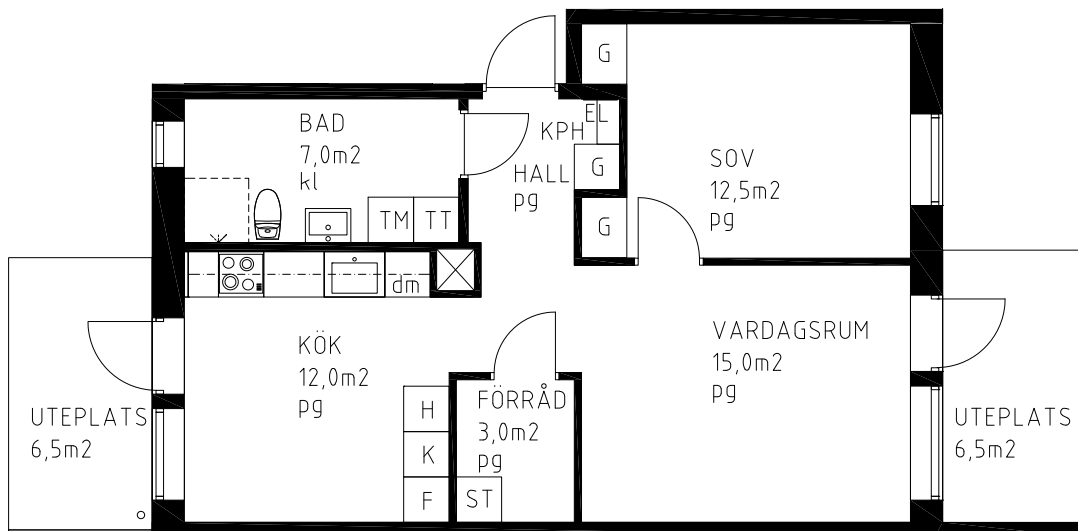 G
BAD
7,0m2
kl
EL
KPH
HALL
pg
G
SOV
12,5m2
pg
G
TM
TT
dm
KÖK
12,0m2
pg
VARDAGSRUM
15,0m2
pg
UTEPLATS
6,5m2
H
K
F
FÖRRÅD
3,0m2
pg
ST
UTEPLATS
6,5m2